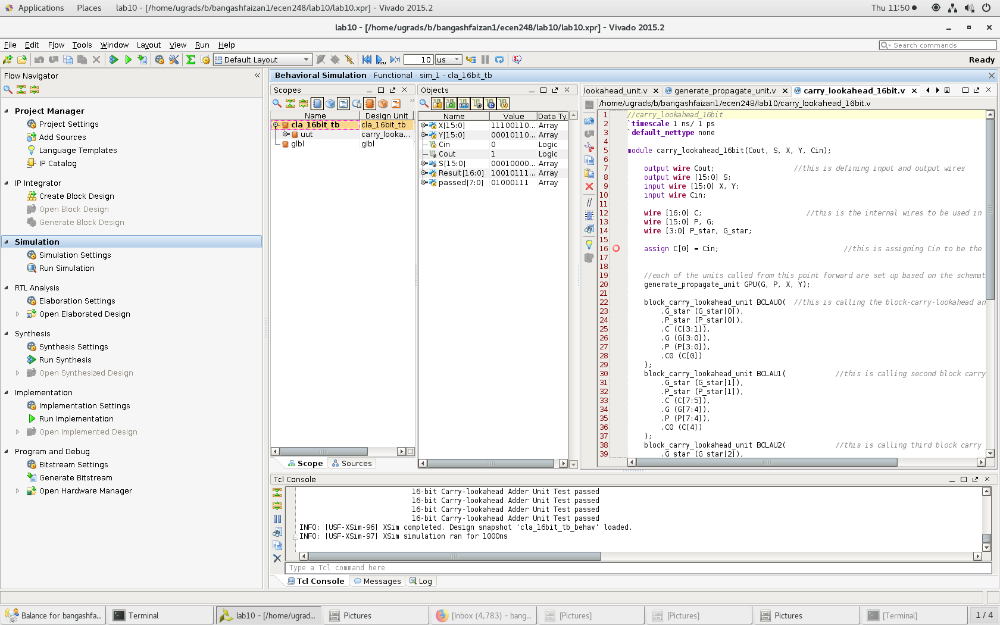 Applications Places lab10 - [/home/ugrads/b/bangashfaizan1/ecen248/lab10/lab10.xpr] - Vivado 2015.2 Thu 11:50
lab10 - [/home/ugrads/b/bangashfaizan1/ecen248/lab10/lab10.xpr] - Vivado 2015.2
File Edit Flow Tools Window Layout View Run Help Search commands
Default Layout 10 us Ready
Flow Navigator
Project Manager
Project Settings
Add Sources
Language Templates
IP Catalog
IP Integrator
Create Block Design
Open Block Design
Generate Block Design
Simulation
Simulation Settings
Run Simulation
RTL Analysis
Elaboration Settings
Open Elaborated Design
Synthesis
Synthesis Settings
Run Synthesis
Open Synthesized Design
Implementation
Implementation Settings
Run Implementation
Open Implemented Design
Program and Debug
Bitstream Settings
Generate Bitstream
Open Hardware Manager
Behavioral Simulation - Functional - sim_1 - cla_16bit_tb
Scopes
Name Design Unit
cla_16bit_tb cla_16bit_tb
uut carry_looka...
glbl glbl
Scope Sources
Objects
Name Value Data Ty.
X[15:0] 11100110... Array
Y[15:0] 00010110... Array
Cin 0 Logic
Cout 1 Logic
S[15:0] 00010000... Array
Result[16:0] 10010111... Array
passed[7:0] 01000111 Array
lookahead_unit.v generate_propagate_unit.v carry_lookahead_16bit.v
/home/ugrads/b/bangashfaizan1/ecen248/lab10/carry_lookahead_16bit.v
1 //carry_lookahead_16bit
2 `timescale 1 ns/ 1 ps
3 `default_nettype none
4
5 module carry_lookahead_16bit(Cout, S, X, Y, Cin);
6
7 output wire Cout; //this is defining input and output wires
8 output wire [15:0] S;
9 input wire [15:0] X, Y;
10 input wire Cin;
11
12 wire [16:0] C; //this is the internal wires to be used in
13 wire [15:0] P, G;
14 wire [3:0] P_star, G_star;
15
16 assign C[0] = Cin; //this is assigning Cin to be the
17
18
19 //each of the units called from this point forward are set up based on the schemat
20 generate_propagate_unit GPU(G, P, X, Y);
21
22 block_carry_lookahead_unit BCLAU0( //this is calling the block-carry-lookahead an
23 .G_star (G_star[0]),
24 .P_star (P_star[0]),
25 .C (C[3:1]),
26 .G (G[3:0]),
27 .P (P[3:0]),
28 .C0 (C[0])
29 );
30 block_carry_lookahead_unit BCLAU1( //this is calling second block carry
31 .G_star (G_star[1]),
32 .P_star (P_star[1]),
33 .C (C[7:5]),
34 .G (G[7:4]),
35 .P (P[7:4]),
36 .C0 (C[4])
37 );
38 block_carry_lookahead_unit BCLAU2( //this is calling third block carry
39 .G_star (G_star[2]),
Tcl Console
16-bit Carry-lookahead Adder Unit Test passed
16-bit Carry-lookahead Adder Unit Test passed
16-bit Carry-lookahead Adder Unit Test passed
16-bit Carry-lookahead Adder Unit Test passed
INFO: [USF-XSim-96] XSim completed. Design snapshot 'cla_16bit_tb_behav' loaded.
INFO: [USF-XSim-97] XSim simulation ran for 1000ns
Type a Tcl command here
Tcl Console Messages Log
Balance for bangashfa... Terminal lab10 - [/home/ugrad... Pictures [Inbox (4,783) - bang... [Pictures] [Pictures] Pictures [Terminal] 1 / 4